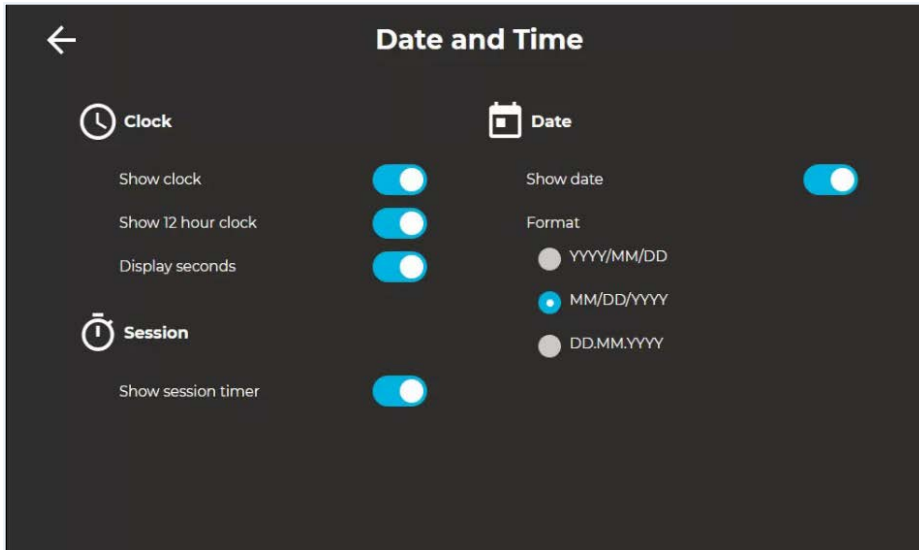 Date and Time
Clock
Show clock
Show 12 hour clock
Display seconds
Session
Show session timer
Date
Show date
Format
YYYY/MM/DD
MM/DD/YYYY
DD.MM.YYYY